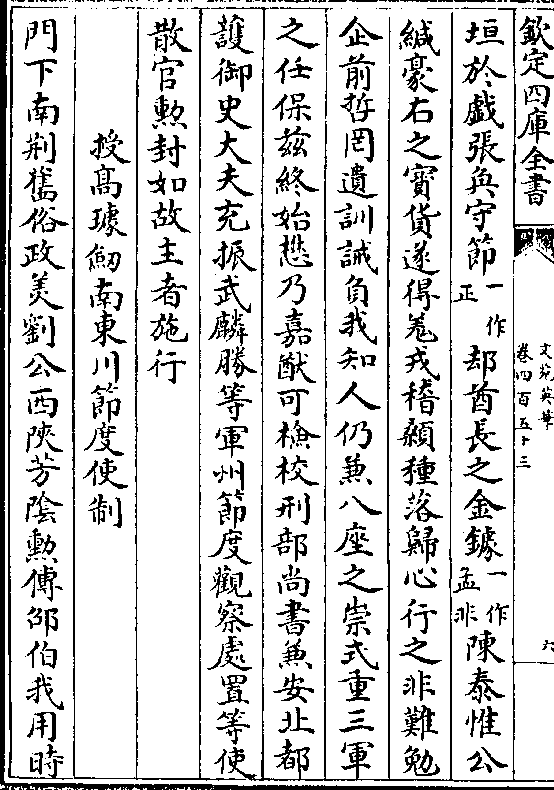 欽定四庫全書
文苑英華
卷四百五十三
六
垣於戲張奐守節一作正却酋長之金鐻一作孟非陳泰惟公
緘豪右之寳貨遂得羗戎稽顙種落歸心行之非難勉
企前哲罔遺訓誡負我知人仍兼八座之崇式重三軍
之任保兹終始懋乃嘉猷可檢校刑部尚書兼安北都
護御史大夫充振武麟勝等軍州節度觀察處置等使
散官勲封如故主者施行
授高璩劒南東川節度使制
門下南荆舊俗政美劉公西陜芳隂勲傳邵伯我用時